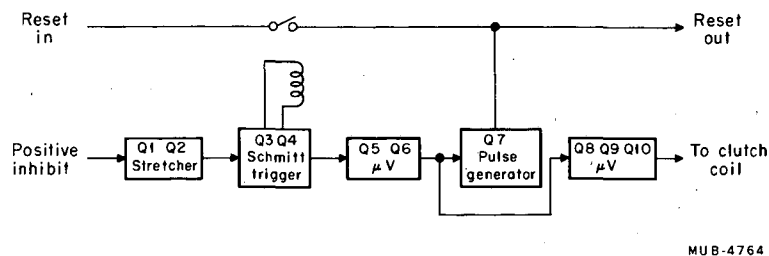 Reset in
Reset out
Positive inhibit
Q1 Q2
Stretcher
Q3 Q4
Schmitt
trigger
Q5 Q6
μV
Q7
Pulse
generator
Q8 Q9 Q10
μV
To clutch
coil
MUB-4764